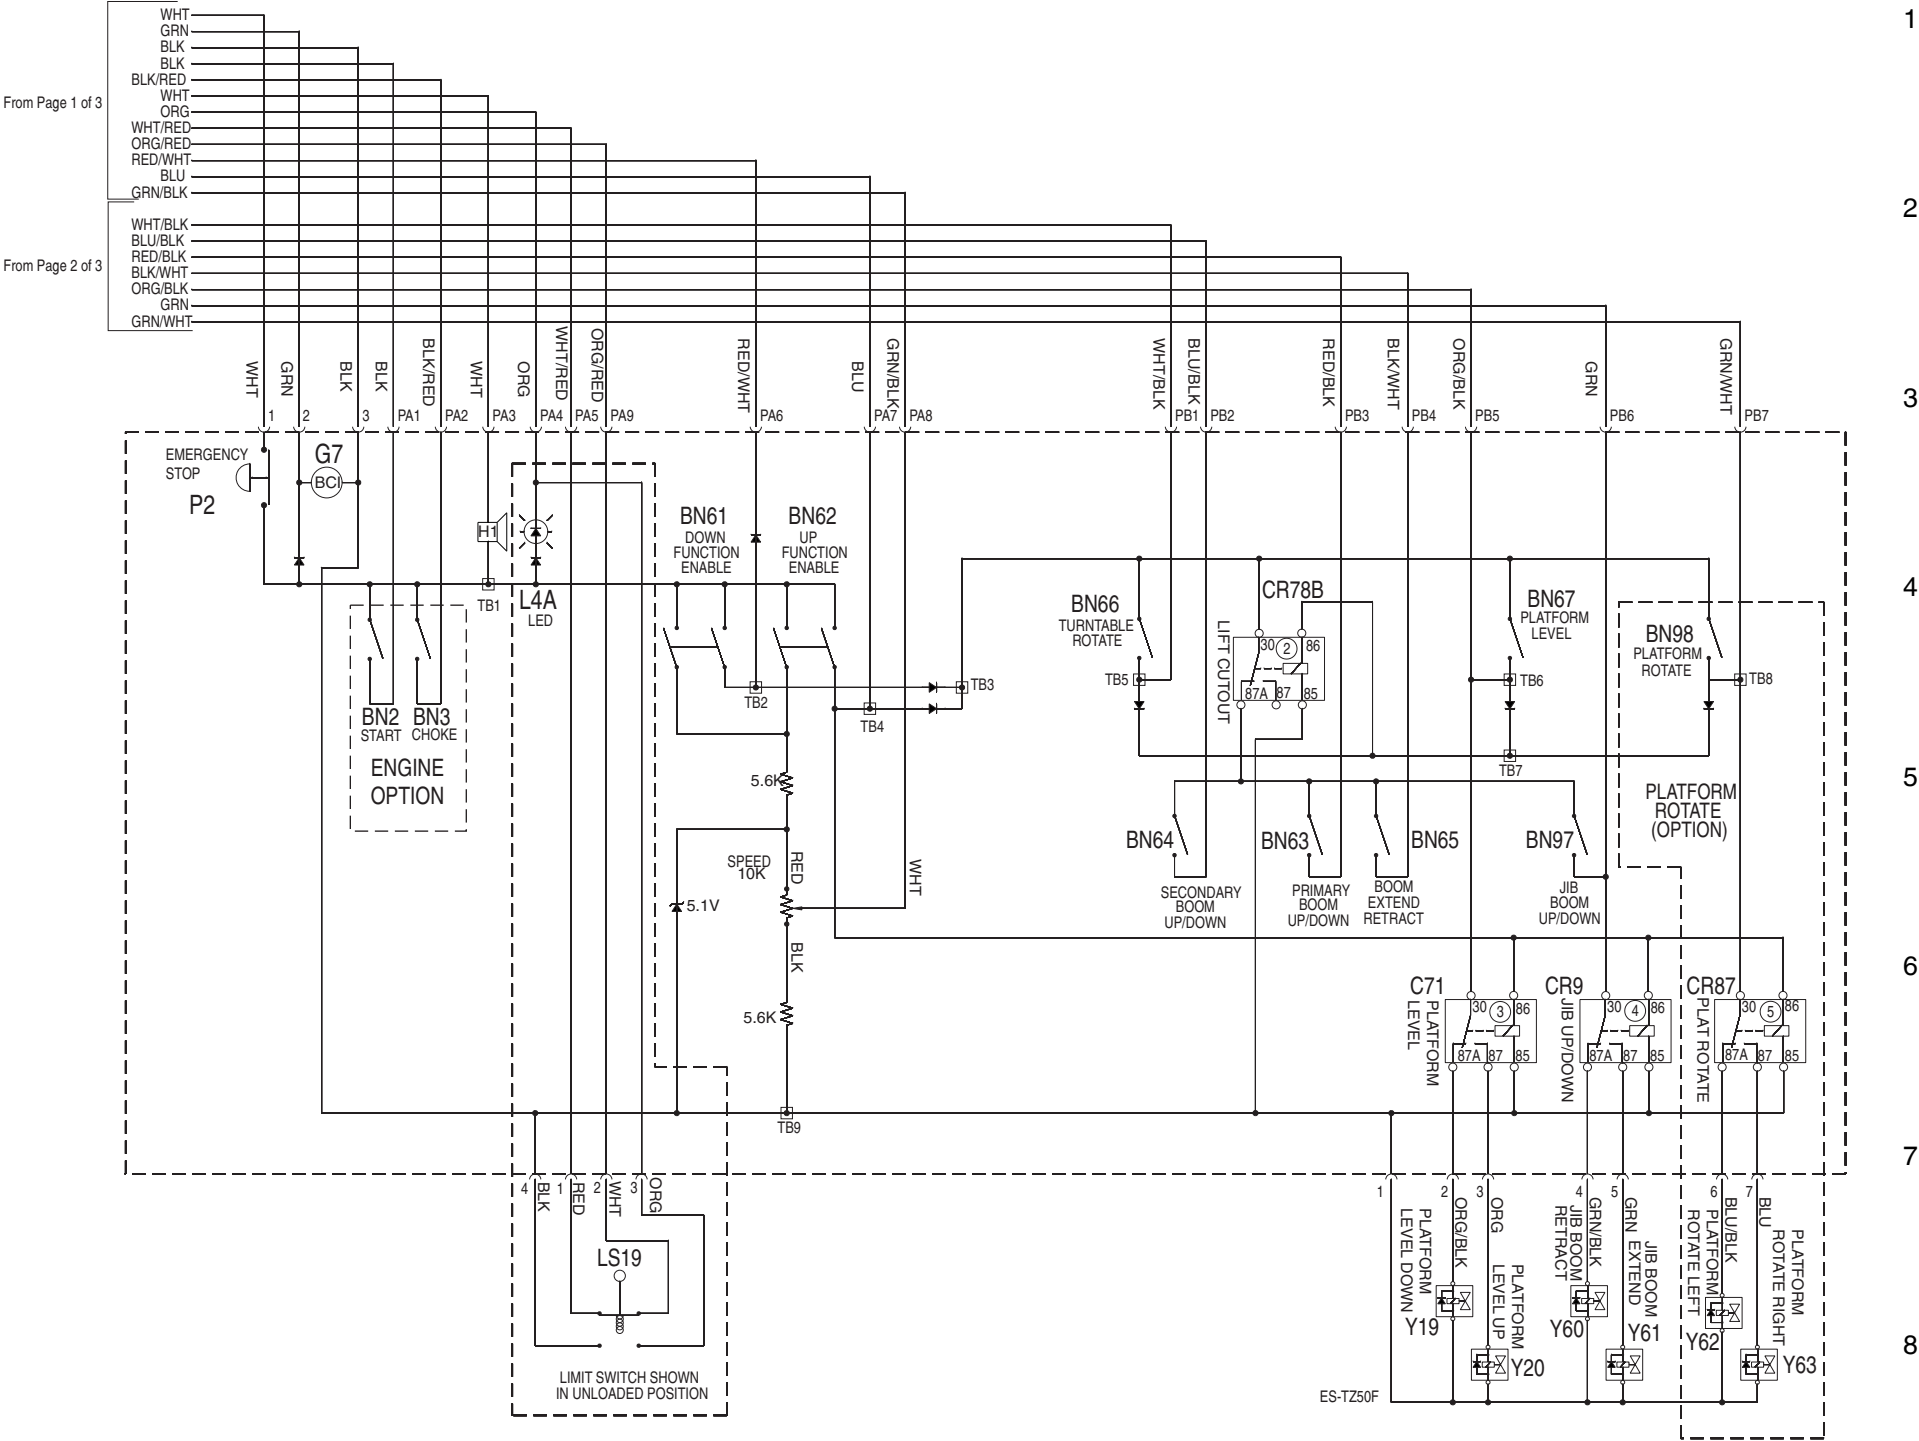 WHT
GRN
BLK
BLK
BLK/RED
From Page 1 of 3
WHT
ORG
WHT/RED
ORG/RED
RED/WHT
BLU
GRN/BLK
From Page 2 of 3
WHT/BLK
BLU/BLK
RED/BLK
BLK/WHT
ORG/BLK
GRN
GRN/WHT
1
2
3
4
5
6
7
8
WHT
GRN
BLK
BLK
BLK/RED
WHT
ORG
WHT/RED
ORG/RED
RED/WHT
BLU
GRN/BLK
WHT/BLK
BLU/BLK
RED/BLK
BLK/WHT
ORG/BLK
GRN
GRN/WHT
1
2
3
PA1
PA2
PA3
PA4
PA5
PA9
PA6
PA7
PA8
PB1
PB2
PB3
PB4
PB5
PB6
PB7
EMERGENCY
STOP
P2
G7
BCI
H1
TB1
L4A
LED
BN61
DOWN
FUNCTION
ENABLE
BN62
UP
FUNCTION
ENABLE
BN2
START
BN3
CHOKE
ENGINE
OPTION
TB2
TB4
TB3
BN66
TURNTABLE
ROTATE
TB5
CR78B
LIFT CUTOUT
30
2
86
87A
87
85
BN67
PLATFORM
LEVEL
TB6
TB7
BN98
PLATFORM
ROTATE
TB8
PLATFORM
ROTATE
(OPTION)
5.6K
SPEED
10K
RED
WHT
5.1V
BLK
5.6K
TB9
BN64
SECONDARY
BOOM
UP/DOWN
BN63
PRIMARY
BOOM
UP/DOWN
BN65
BOOM
EXTEND
RETRACT
BN97
JIB
BOOM
UP/DOWN
C71
PLATFORM
LEVEL
30
3
86
87A
87
85
CR9
JIB UP/DOWN
30
4
86
87A
87
85
CR87
PLAT ROTATE
30
5
86
87A
87
85
4
BLK
1
RED
2
WHT
3
ORG
LS19
LIMIT SWITCH SHOWN
IN UNLOADED POSITION
1
2
ORG/BLK
PLATFORM
LEVEL DOWN
Y19
3
ORG
PLATFORM
LEVEL UP
Y20
4
GRN/BLK
JIB BOOM
RETRACT
Y60
5
GRN
JIB BOOM
EXTEND
Y61
6
BLU/BLK
PLATFORM
ROTATE LEFT
Y62
7
BLU
PLATFORM
ROTATE RIGHT
Y63
ES-TZ50F